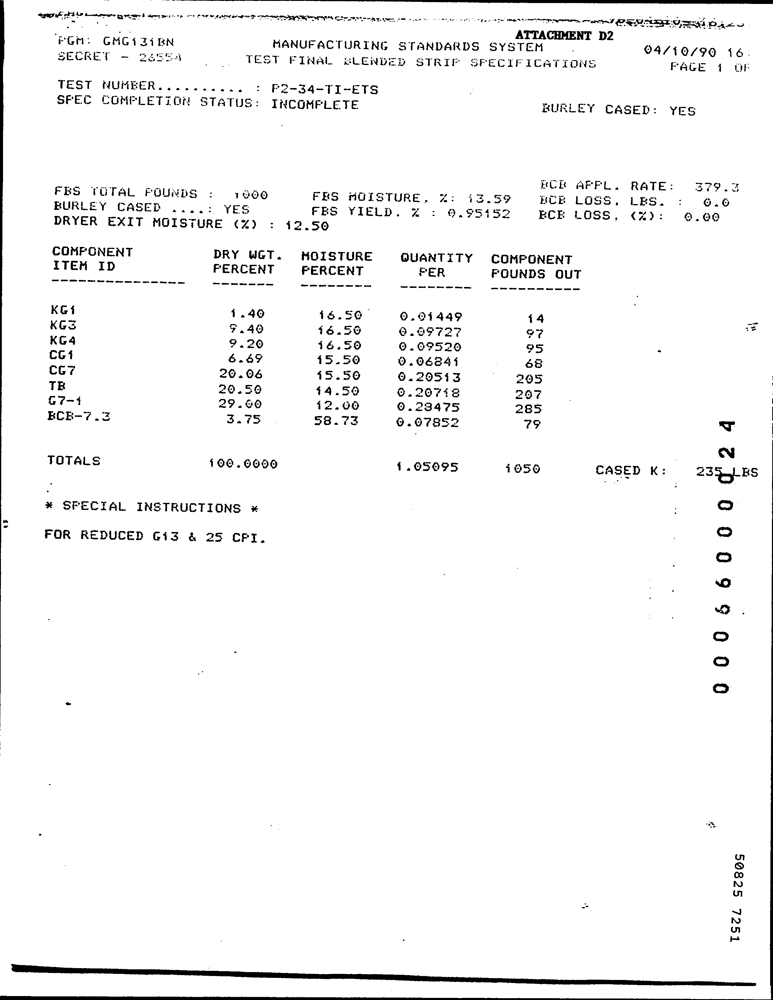 ATTACHMENT D2
PGM: GMG131BN MANUFACTURING STANDARDS SYSTEM 04/10/90 16:
SECRET - 26554 TEST FINAL BLENDED STRIP SPECIFICATIONS PAGE 1 OF
TEST NUMBER.......... : P2-34-TI-ETS
SPEC COMPLETION STATUS: INCOMPLETE BURLEY CASED: YES
FBS TOTAL POUNDS : 1000 FBS MOISTURE, %: 13.59 BCB APPL. RATE: 379.3
BURLEY CASED ....: YES FBS YIELD. % : 0.95152 BCB LOSS, LBS. : 0.0
DRYER EXIT MOISTURE (%) : 12.50 BCB LOSS, (%): 0.00
COMPONENT DRY WGT. MOISTURE QUANTITY COMPONENT
ITEM ID PERCENT PERCENT PER POUNDS OUT
--------------- ------- -------- -------- ----------
KG1 1.40 16.50 0.01449 14
KG3 9.40 16.50 0.09727 97
KG4 9.20 16.50 0.09520 95
CG1 6.69 15.50 0.06841 68
CG7 20.06 15.50 0.20513 205
TB 20.50 14.50 0.20718 207
G7-1 29.00 12.00 0.28475 285
BCB-7.3 3.75 58.73 0.07852 79
TOTALS 100.0000 1.05095 1050 CASED K: 235 LBS
* SPECIAL INSTRUCTIONS *
FOR REDUCED G13 & 25 CPI.
000660000024
50825 7251